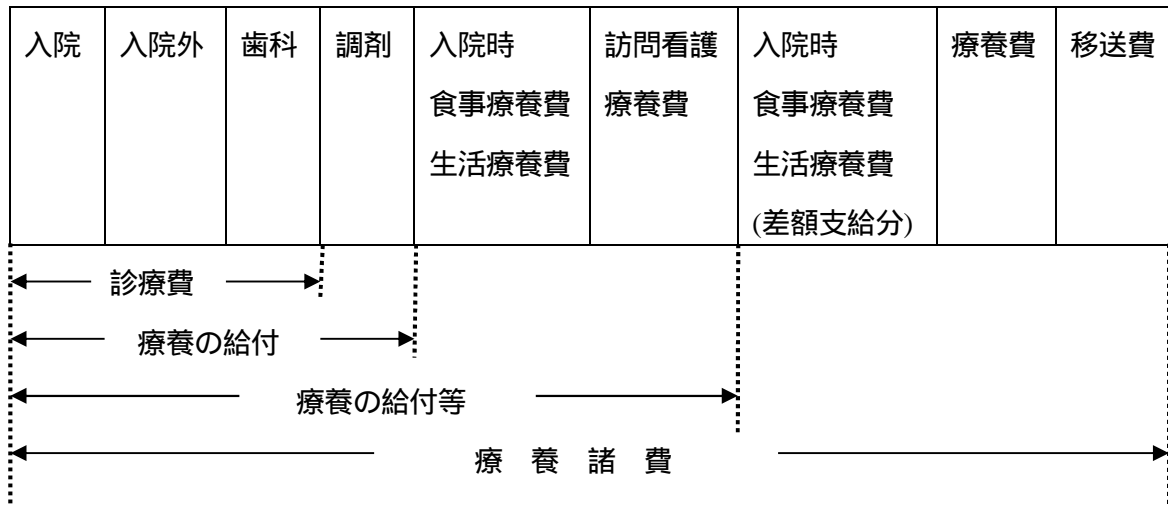 入院
入院外
歯科
調剤
入院時
食事療養費
生活療養費
訪問看護
療養費
入院時
食事療養費
生活療養費
(差額支給分)
療養費
移送費
診療費
療養の給付
療養の給付等
療 養 諸 費